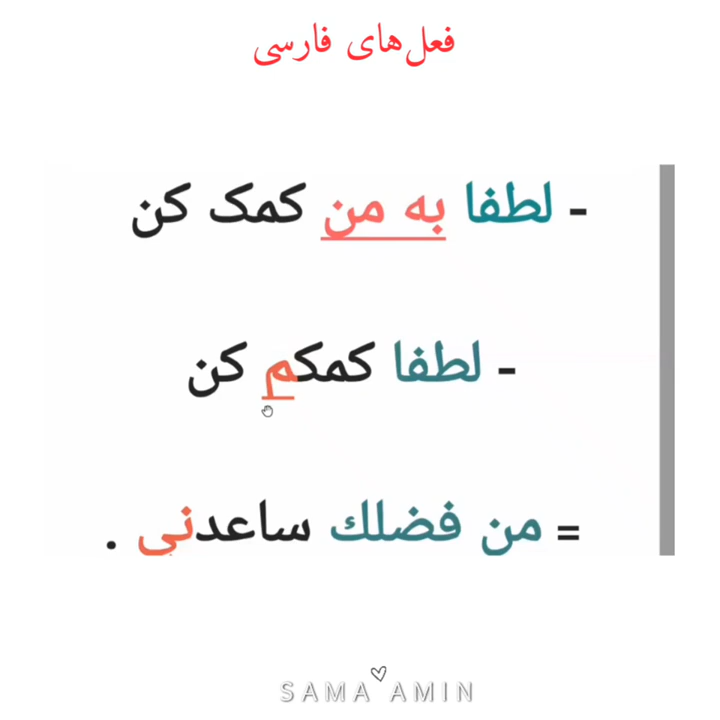 فعل‌های فارسی
- لطفا به من کمک کن
- لطفا کمکم کن
= من فضلك ساعدني .
SAMA AMIN